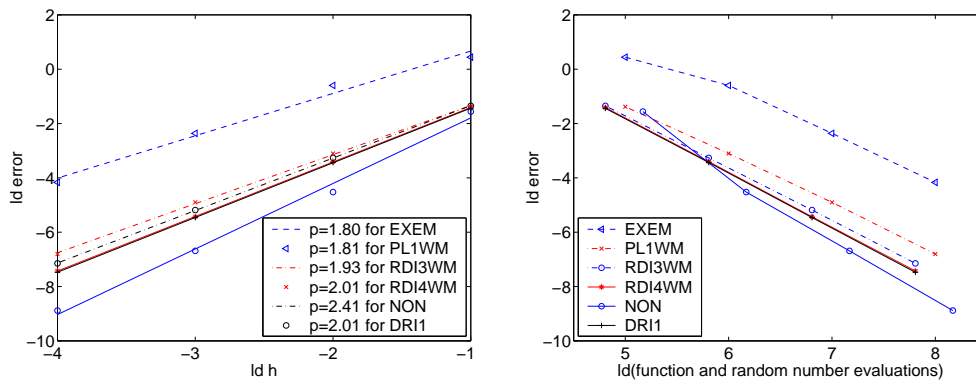 2
0
−2
−4
−6
−8
−10
ld error
p=1.80 for EXEM
p=1.81 for PL1WM
p=1.93 for RDI3WM
p=2.01 for RDI4WM
p=2.41 for NON
p=2.01 for DRI1
−4
−3
−2
−1
ld h
2
0
−2
−4
−6
−8
−10
ld error
EXEM
PL1WM
RDI3WM
RDI4WM
NON
DRI1
5
6
7
8
ld(function and random number evaluations)